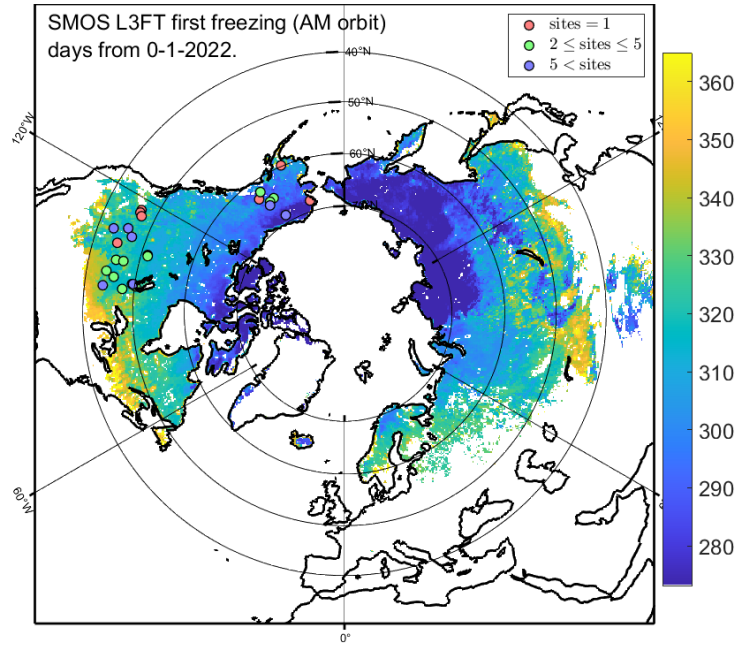 SMOS L3FT first freezing (AM orbit)
days from 0-1-2022.
sites = 1
2 ≤ sites ≤ 5
5 < sites
40°N
50°N
60°N
70°N
120°W
60°W
0°
360
350
340
330
320
310
300
290
280